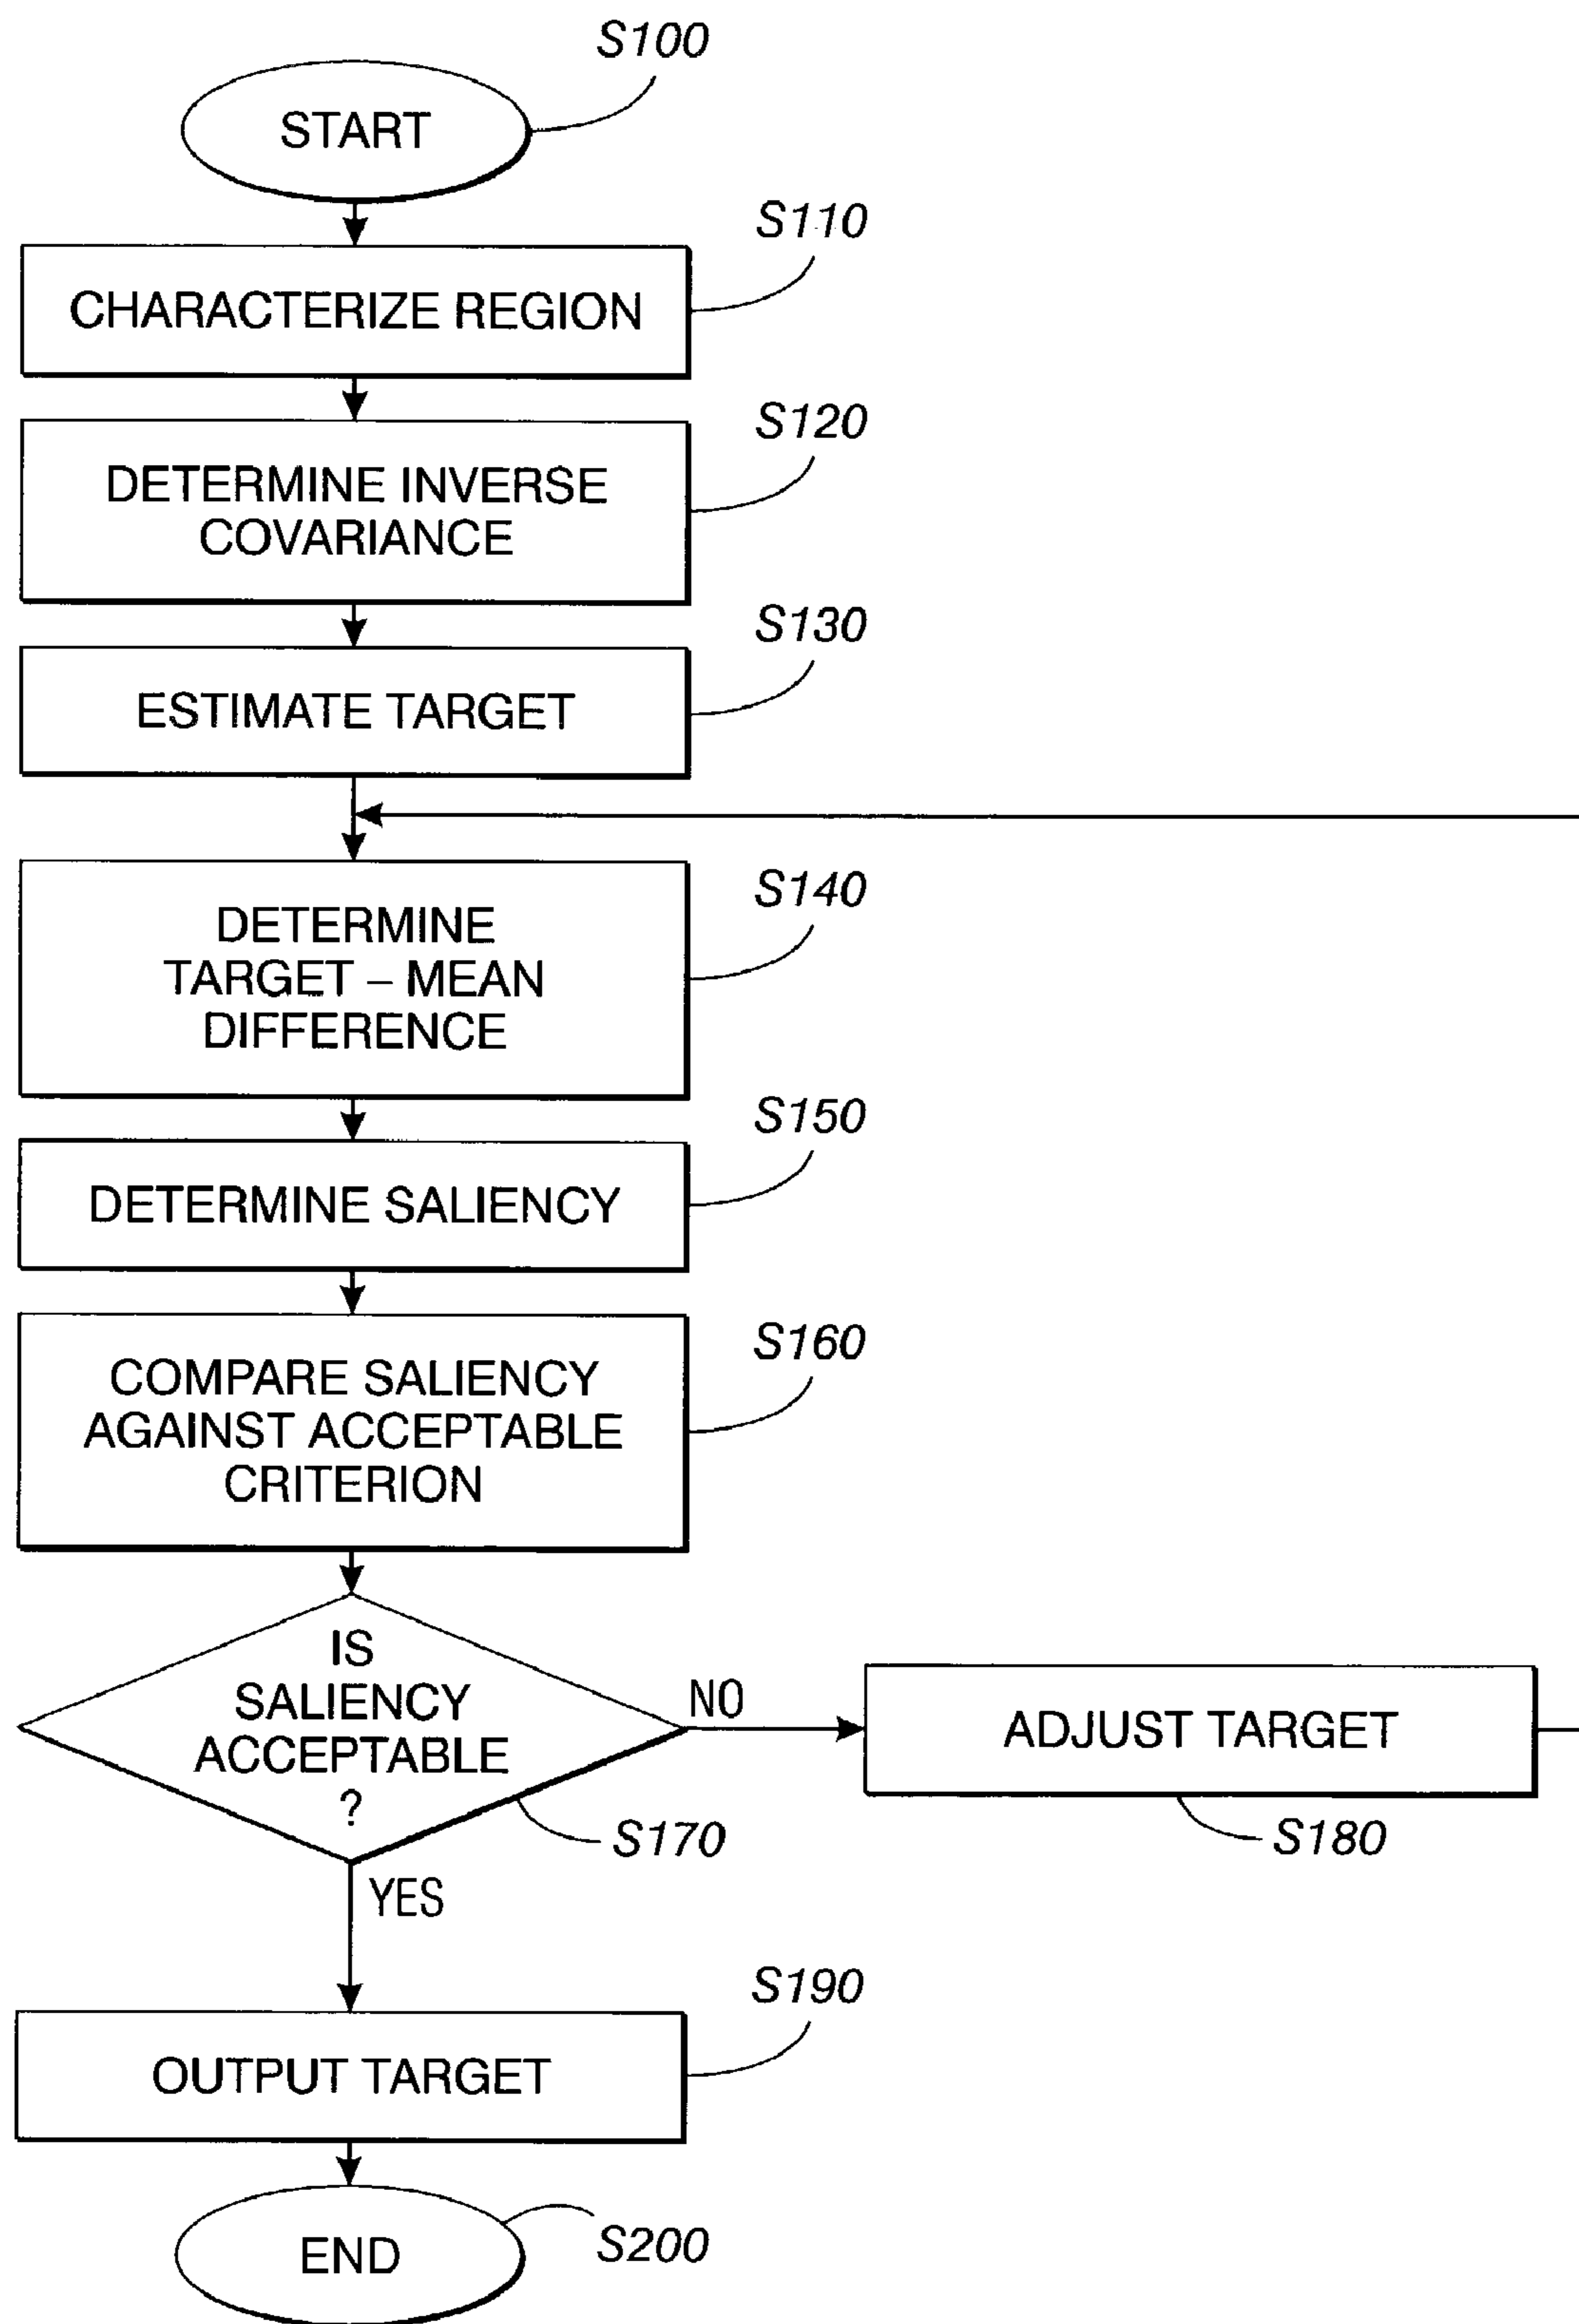 S100
START
S110
CHARACTERIZE REGION
S120
DETERMINE INVERSE
COVARIANCE
S130
ESTIMATE TARGET
S140
DETERMINE
TARGET – MEAN
DIFFERENCE
S150
DETERMINE SALIENCY
S160
COMPARE SALIENCY
AGAINST ACCEPTABLE
CRITERION
IS
SALIENCY
ACCEPTABLE
?
NO
ADJUST TARGET
S170
S180
YES
S190
OUTPUT TARGET
END
S200